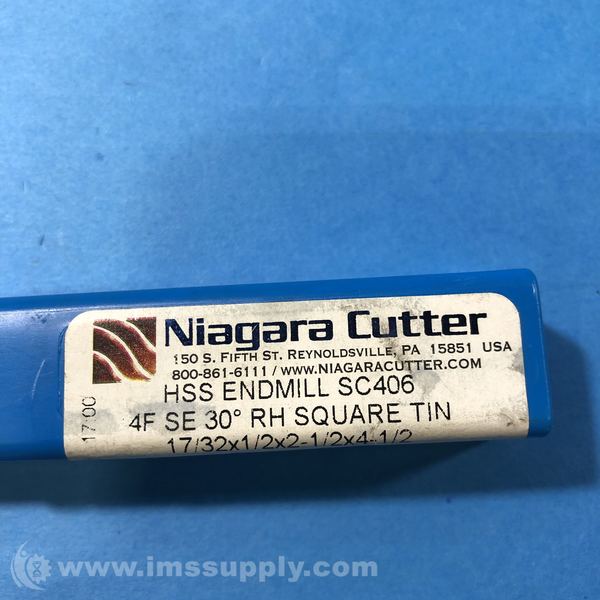 Niagara Cutter
150 S. FIFTH ST. REYNOLDSVILLE, PA 15851 USA
800-861-6111 / WWW.NIAGARACUTTER.COM
HSS ENDMILL SC406
4F SE 30° RH SQUARE TIN
17/32x1/2x2-1/2x4-1/2
17:00
www.imssupply.com